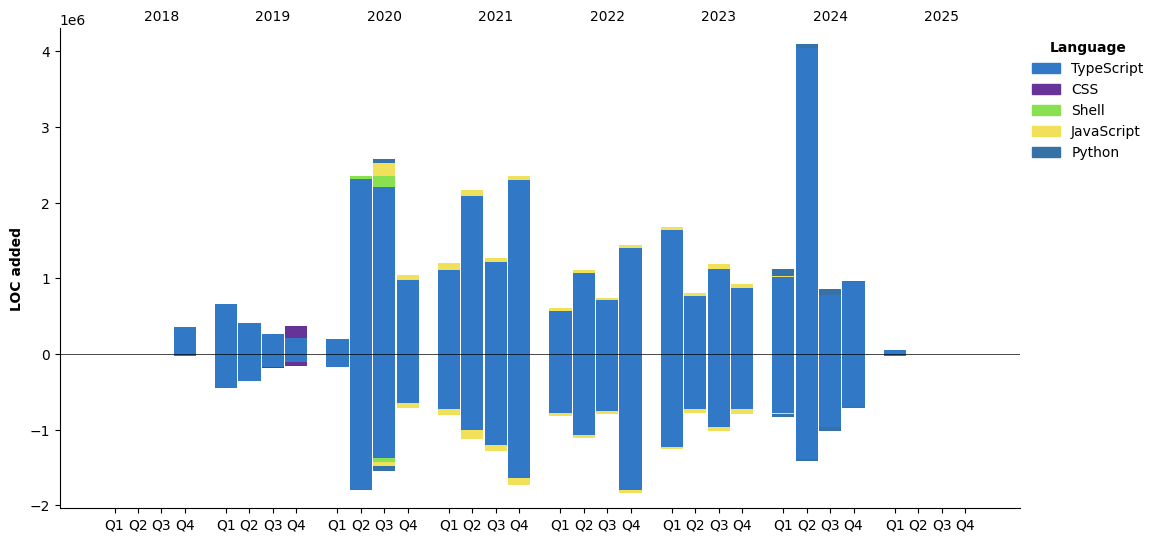 2018 2019 2020 2021 2022 2023 2024 2025
1e6
Language
TypeScript
CSS
Shell
JavaScript
Python
LOC added
4
3
2
1
0
−1
−2
Q1 Q2 Q3 Q4 Q1 Q2 Q3 Q4 Q1 Q2 Q3 Q4 Q1 Q2 Q3 Q4 Q1 Q2 Q3 Q4 Q1 Q2 Q3 Q4 Q1 Q2 Q3 Q4 Q1 Q2 Q3 Q4